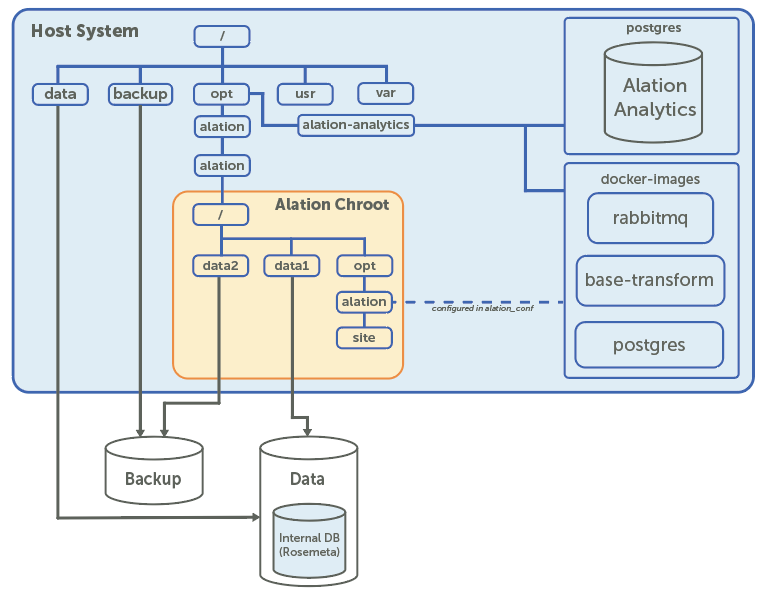 Host System
/
data
backup
opt
usr
var
alation
alation-analytics
alation
postgres
Alation
Analytics
docker-images
rabbitmq
base-transform
postgres
Alation Chroot
/
data2
data1
opt
alation
configured in alation_conf
site
Backup
Data
Internal DB
(Rosemeta)